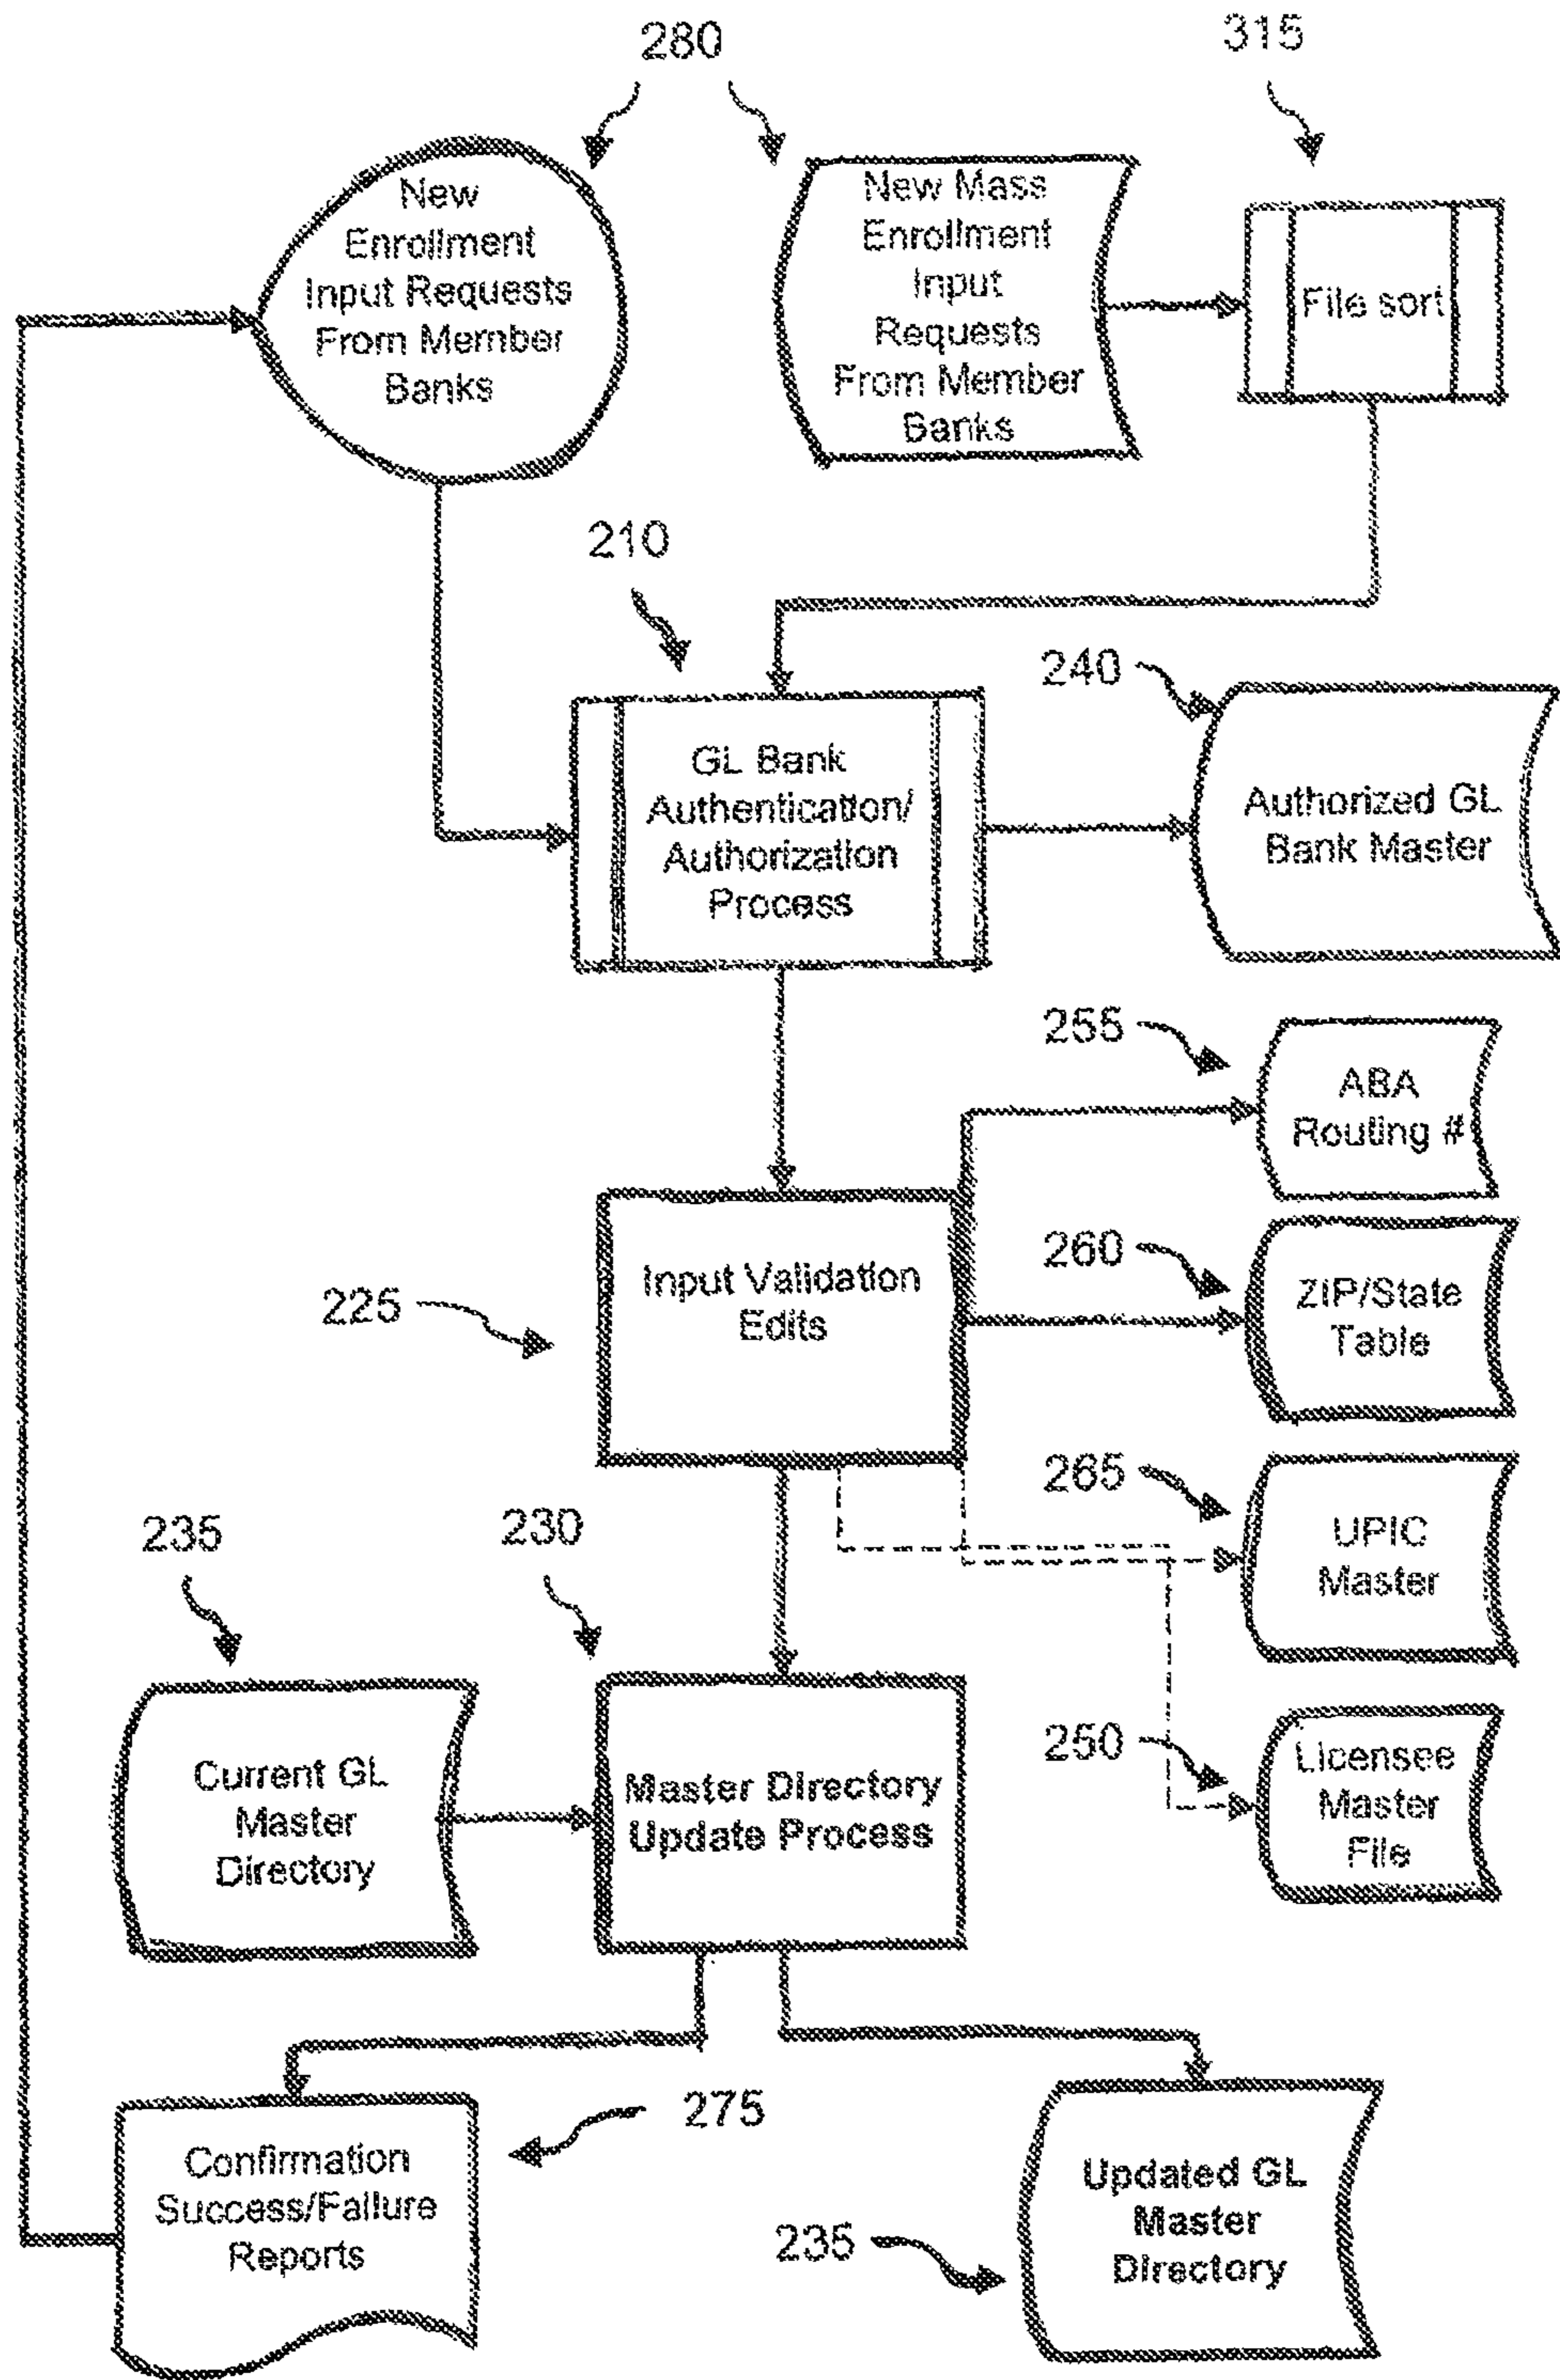 280
315
New
Enrollment
Input Requests
From Member
Banks
New Mass
Enrollment
Input
Requests
From Member
Banks
File sort
210
240
GL Bank
Authentication/
Authorization
Process
Authorized GL
Bank Master
255
ABA
Routing #
225
Input Validation
Edits
260
ZIP/State
Table
265
UPIC
Master
235
230
Current GL
Master
Directory
Master Directory
Update Process
250
Licensee
Master
File
275
Confirmation
Success/Failure
Reports
235
Updated GL
Master
Directory